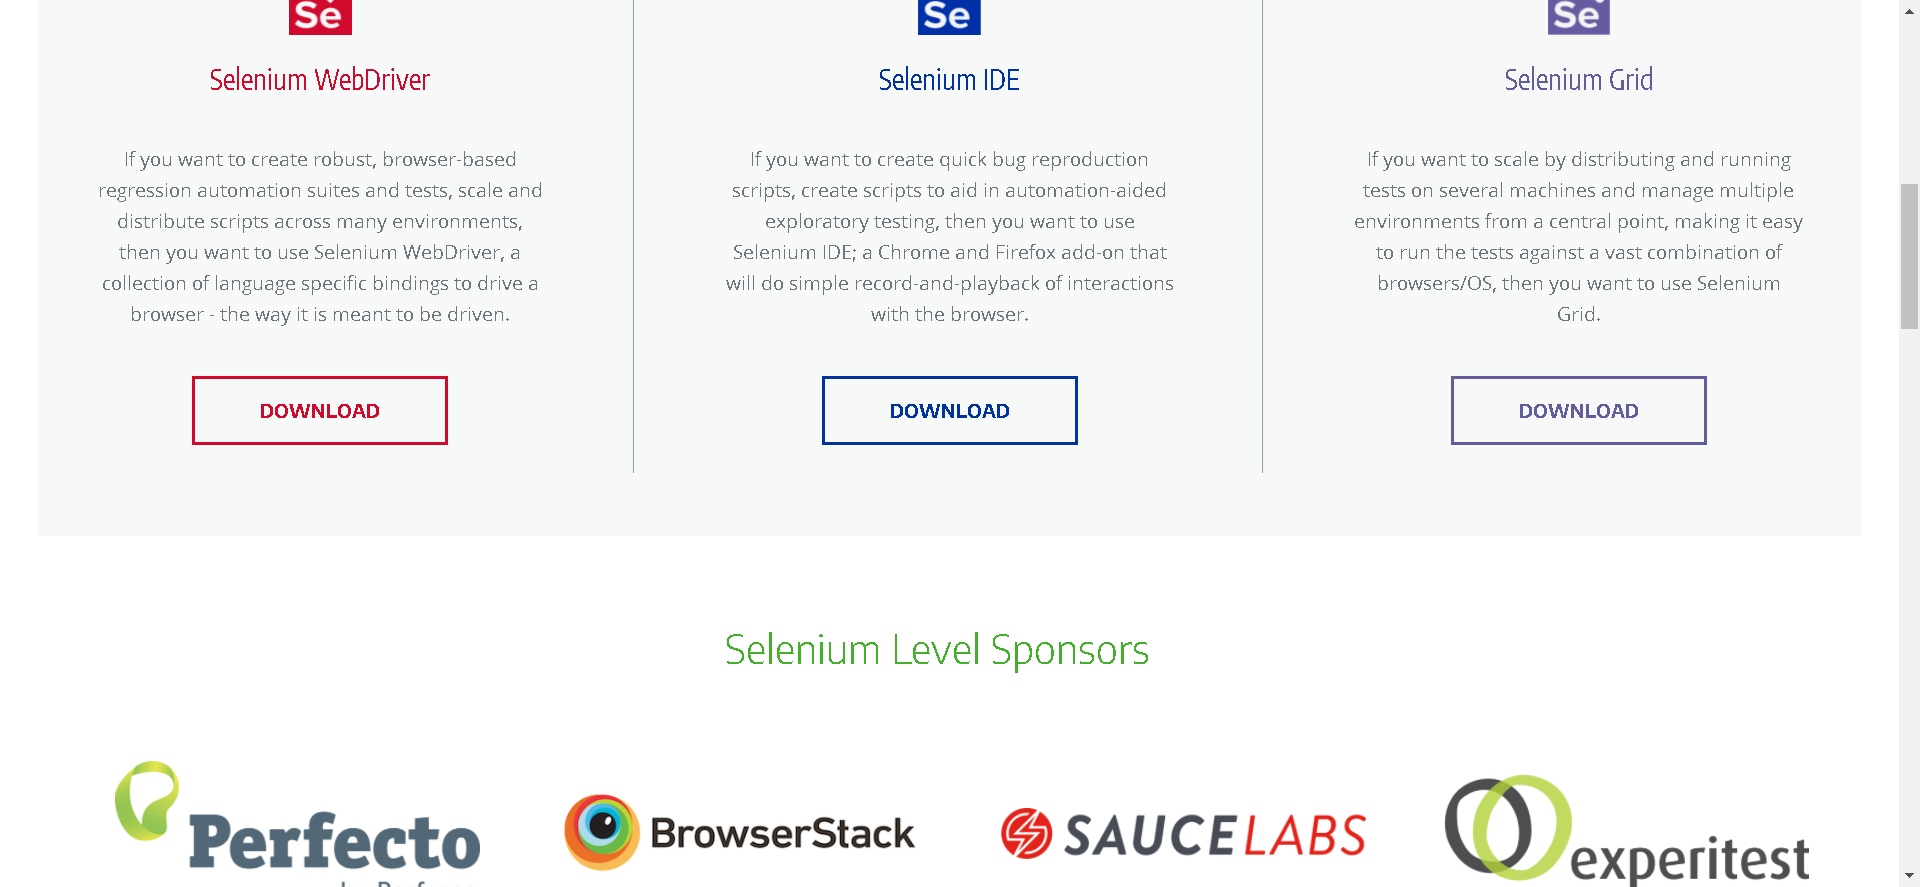 Se
Se
Se
Selenium WebDriver
If you want to create robust, browser-based
regression automation suites and tests, scale and
distribute scripts across many environments,
then you want to use Selenium WebDriver, a
collection of language specific bindings to drive a
browser - the way it is meant to be driven.
DOWNLOAD
Selenium IDE
If you want to create quick bug reproduction
scripts, create scripts to aid in automation-aided
exploratory testing, then you want to use
Selenium IDE; a Chrome and Firefox add-on that
will do simple record-and-playback of interactions
with the browser.
DOWNLOAD
Selenium Grid
If you want to scale by distributing and running
tests on several machines and manage multiple
environments from a central point, making it easy
to run the tests against a vast combination of
browsers/OS, then you want to use Selenium
Grid.
DOWNLOAD
Selenium Level Sponsors
Perfecto
BrowserStack
SAUCELABS
experitest